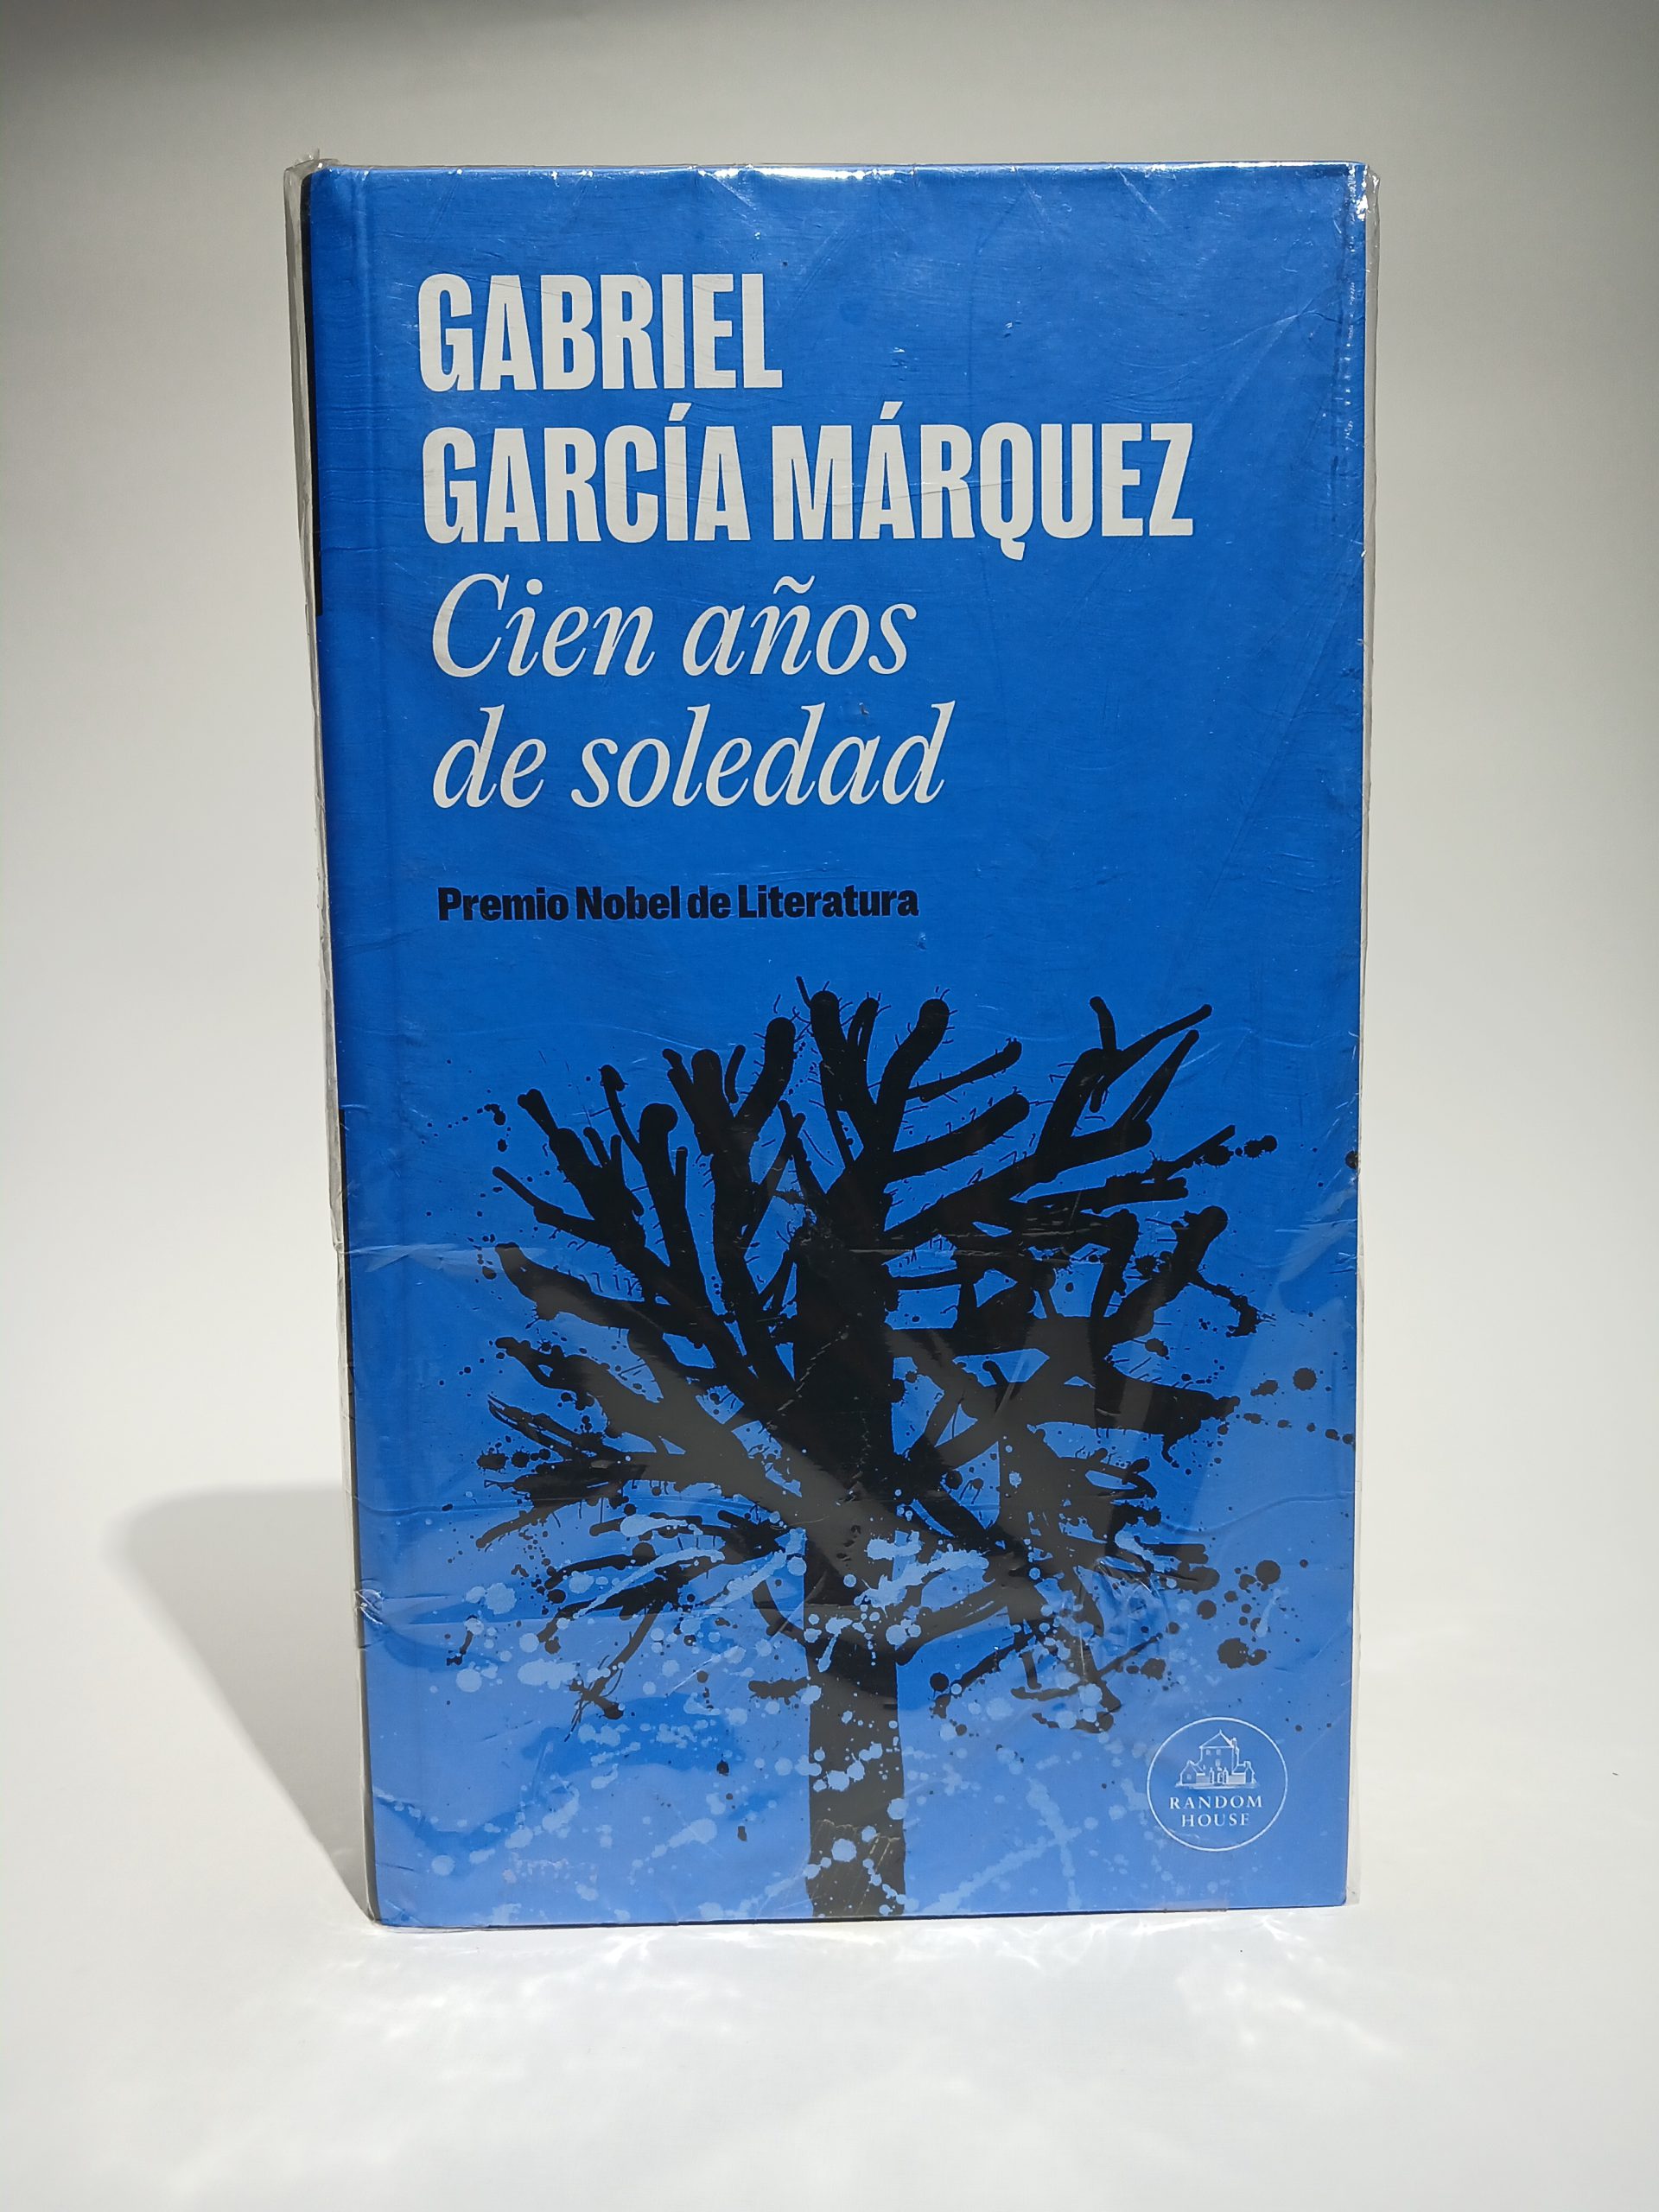 GABRIEL
GARCÍA MÁRQUEZ
Cien años
de soledad
Premio Nobel de Literatura
RANDOM
HOUSE